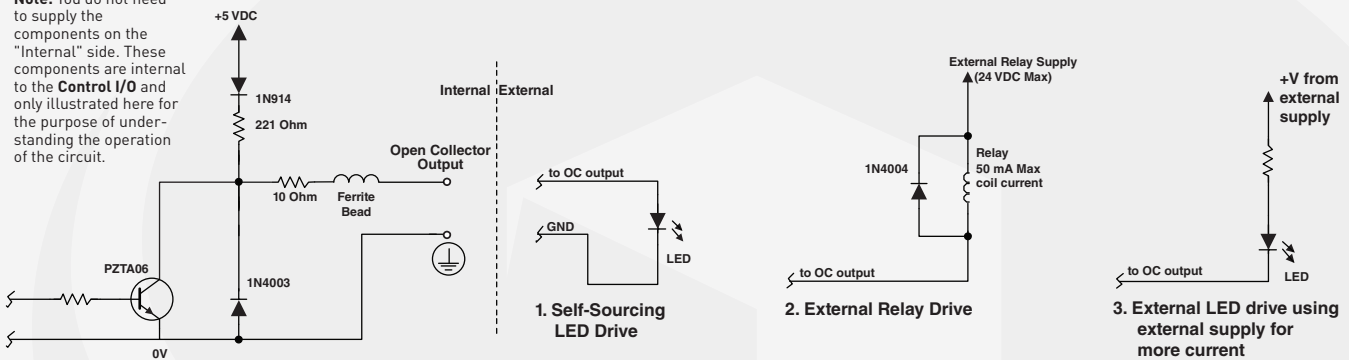 Note: You do not need
to supply the
components on the
"Internal" side. These
components are internal
to the Control I/O and
only illustrated here for
the purpose of under-
standing the operation
of the circuit.
+5 VDC
1N914
221 Ohm
10 Ohm
Ferrite
Bead
Open Collector
Output
Internal
External
PZTA06
1N4003
0V
to OC output
GND
LED
1. Self-Sourcing
LED Drive
External Relay Supply
(24 VDC Max)
1N4004
Relay
50 mA Max
coil current
to OC output
2. External Relay Drive
+V from
external
supply
to OC output
LED
3. External LED drive using
external supply for
more current